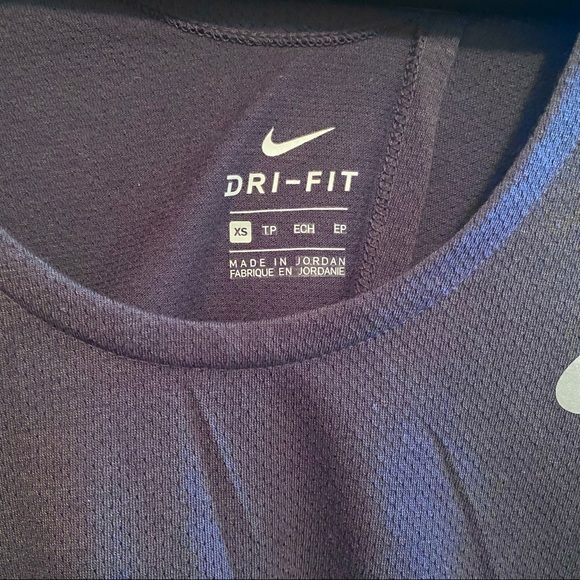 DRI-FIT
XS TP ECH EP
MADE IN JORDAN
FABRIQUE EN JORDANIE